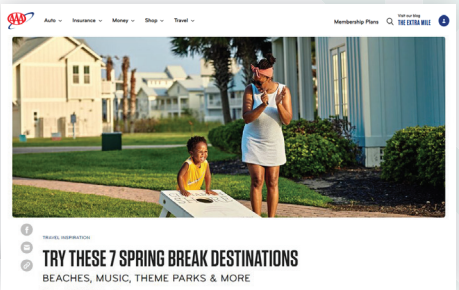 AAA
Auto Insurance Money Shop Travel
Membership Plans
Visit our blog
THE EXTRA MILE
TRAVEL INSPIRATION
TRY THESE 7 SPRING BREAK DESTINATIONS
BEACHES, MUSIC, THEME PARKS & MORE